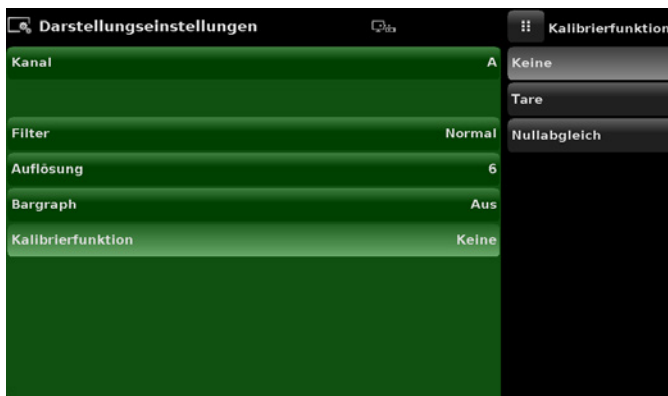 Darstellungseinstellungen
Kanal A
Filter Normal
Auflösung 6
Bargraph Aus
Kalibrierfunktion Keine
Kalibrierfunktion
Keine
Tare
Nullabgleich